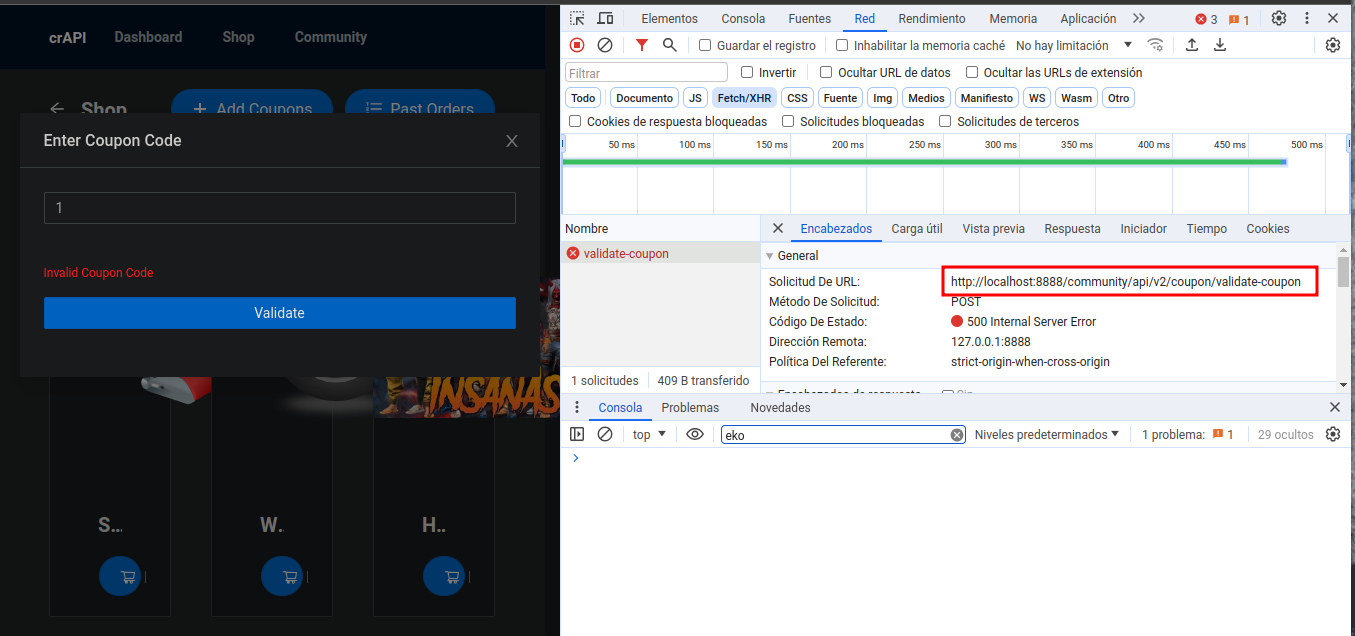 crAPI Dashboard Shop Community
← Shop + Add Coupons Past Orders
Enter Coupon Code X
1
Invalid Coupon Code
Validate
INSANAS
S...
W.
H..
Elementos Consola Fuentes Red Rendimiento Memoria Aplicación 3 1
Guardar el registro Inhabilitar la memoria caché No hay limitación
Filtrar Invertir Ocultar URL de datos Ocultar las URLs de extensión
Todo Documento JS Fetch/XHR CSS Fuente Img Medios Manifiesto WS Wasm Otro
Cookies de respuesta bloqueadas Solicitudes bloqueadas Solicitudes de terceros
50 ms 100 ms 150 ms 200 ms 250 ms 300 ms 350 ms 400 ms 450 ms 500 ms
Nombre
validate-coupon
1 solicitudes 409 B transferido
Encabezados Carga útil Vista previa Respuesta Iniciador Tiempo Cookies
General
Solicitud De URL: http://localhost:8888/community/api/v2/coupon/validate-coupon
Método De Solicitud: POST
Código De Estado: 500 Internal Server Error
Dirección Remota: 127.0.0.1:8888
Política Del Referente: strict-origin-when-cross-origin
Consola Problemas Novedades
top eko Niveles predeterminados 1 problema: 1 29 ocultos